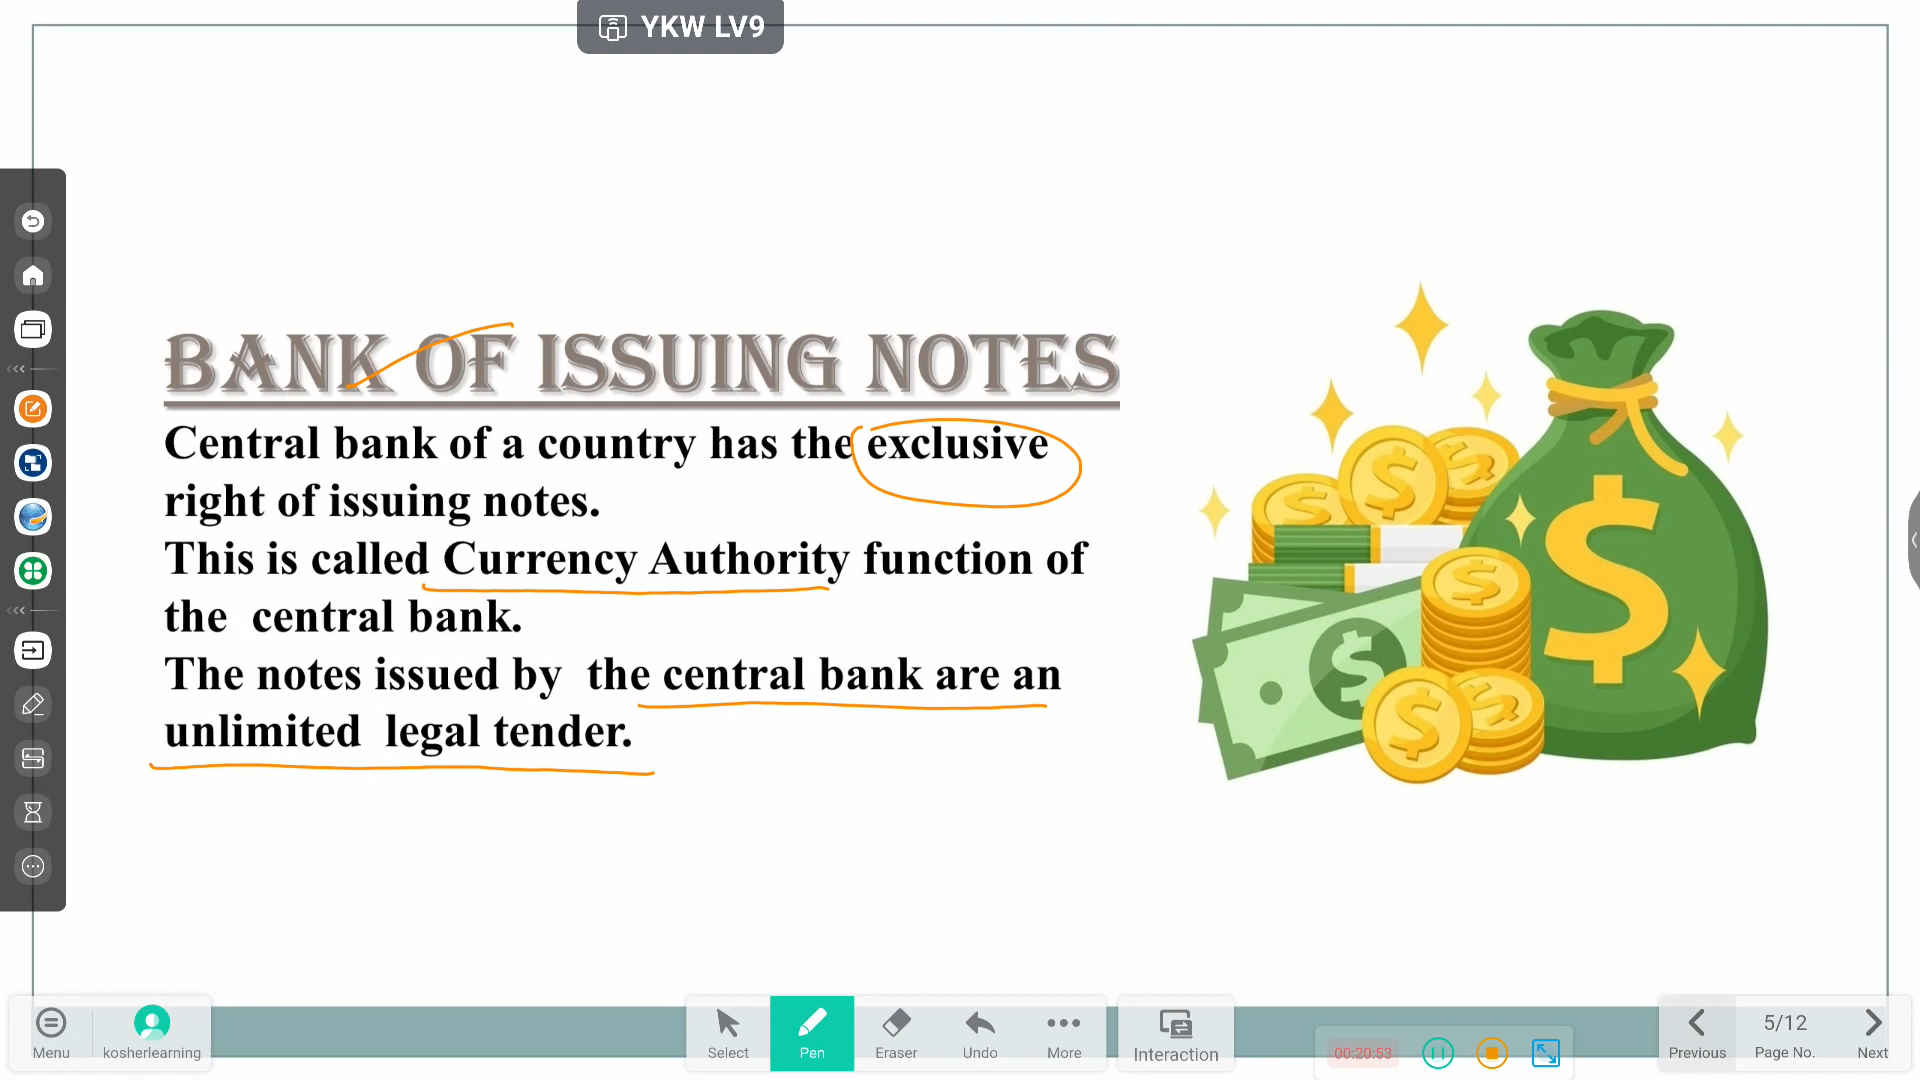 YKW LV9
BANK OF ISSUING NOTES
Central bank of a country has the exclusive
right of issuing notes.
This is called Currency Authority function of
the central bank.
The notes issued by the central bank are an
unlimited legal tender.
Menu
kosherlearning
Select
Pen
Eraser
Undo
More
Interaction
00:20:53
Previous
5/12
Page No.
Next